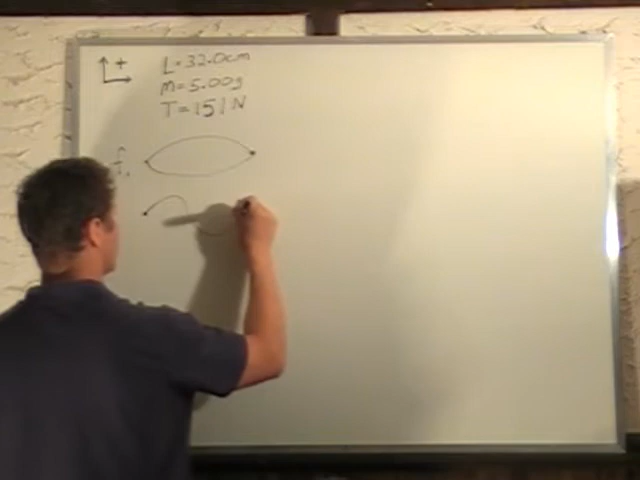 +
L=32.0cm
m=5.00g
T=151N
f₁